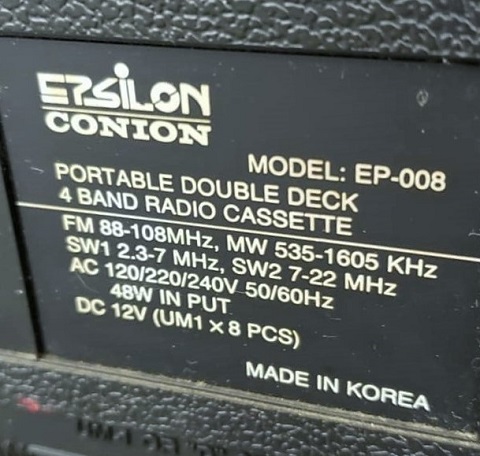 EPSILON
CONION
MODEL: EP-008
PORTABLE DOUBLE DECK
4 BAND RADIO CASSETTE
FM 88-108MHz, MW 535-1605 KHz
SW1 2.3-7 MHz, SW2 7-22 MHz
AC 120/220/240V 50/60Hz
48W IN PUT
DC 12V (UM1 × 8 PCS)
MADE IN KOREA